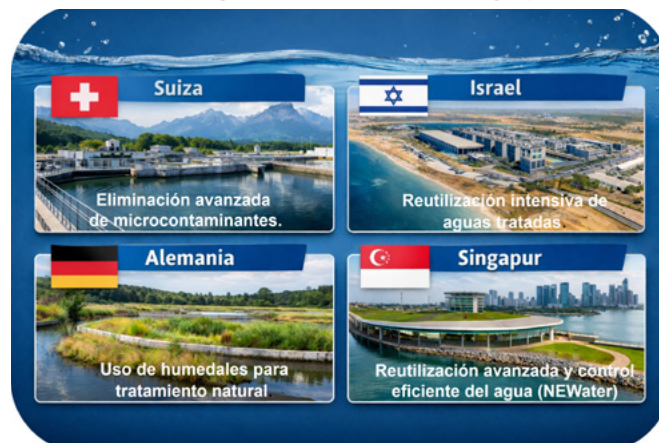 Suiza
Eliminación avanzada
de microcontaminantes.
Israel
Reutilización intensiva de
aguas tratadas
Alemania
Uso de humedales para
tratamiento natural
Singapur
Reutilización avanzada y control
eficiente del agua (NEWater)